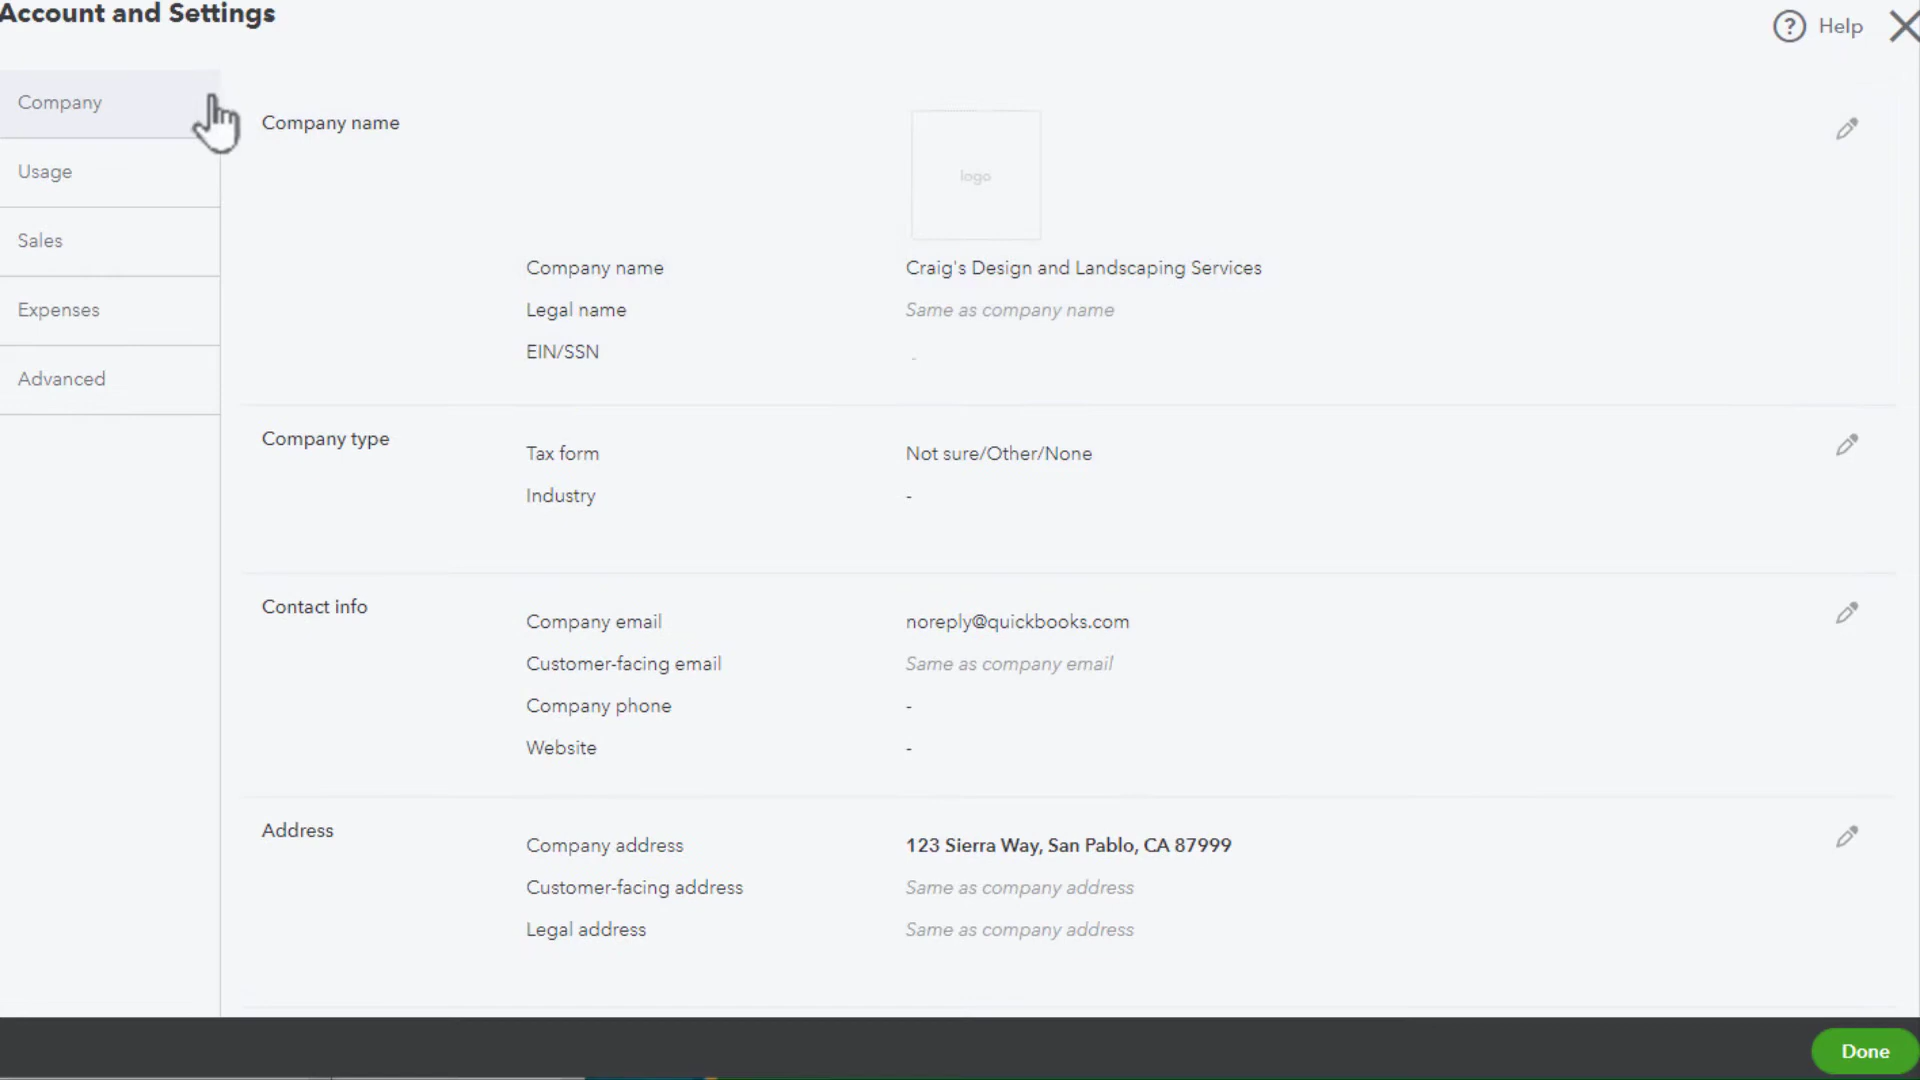 Account and Settings
? Help
Company
Usage
Sales
Expenses
Advanced
Company name
logo
Company name Craig's Design and Landscaping Services
Legal name Same as company name
EIN/SSN -
Company type
Tax form Not sure/Other/None
Industry -
Contact info
Company email noreply@quickbooks.com
Customer-facing email Same as company email
Company phone -
Website -
Address
Company address 123 Sierra Way, San Pablo, CA 87999
Customer-facing address Same as company address
Legal address Same as company address
Done